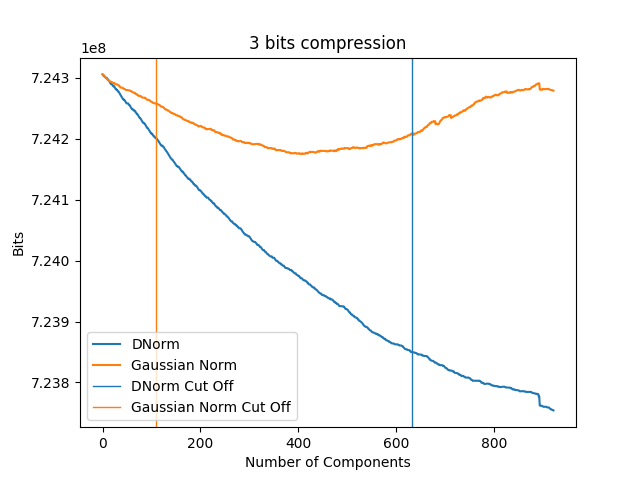 3 bits compression
1e8
7.243
7.242
7.241
7.240
7.239
7.238
Bits
DNorm
Gaussian Norm
DNorm Cut Off
Gaussian Norm Cut Off
0 200 400 600 800
Number of Components